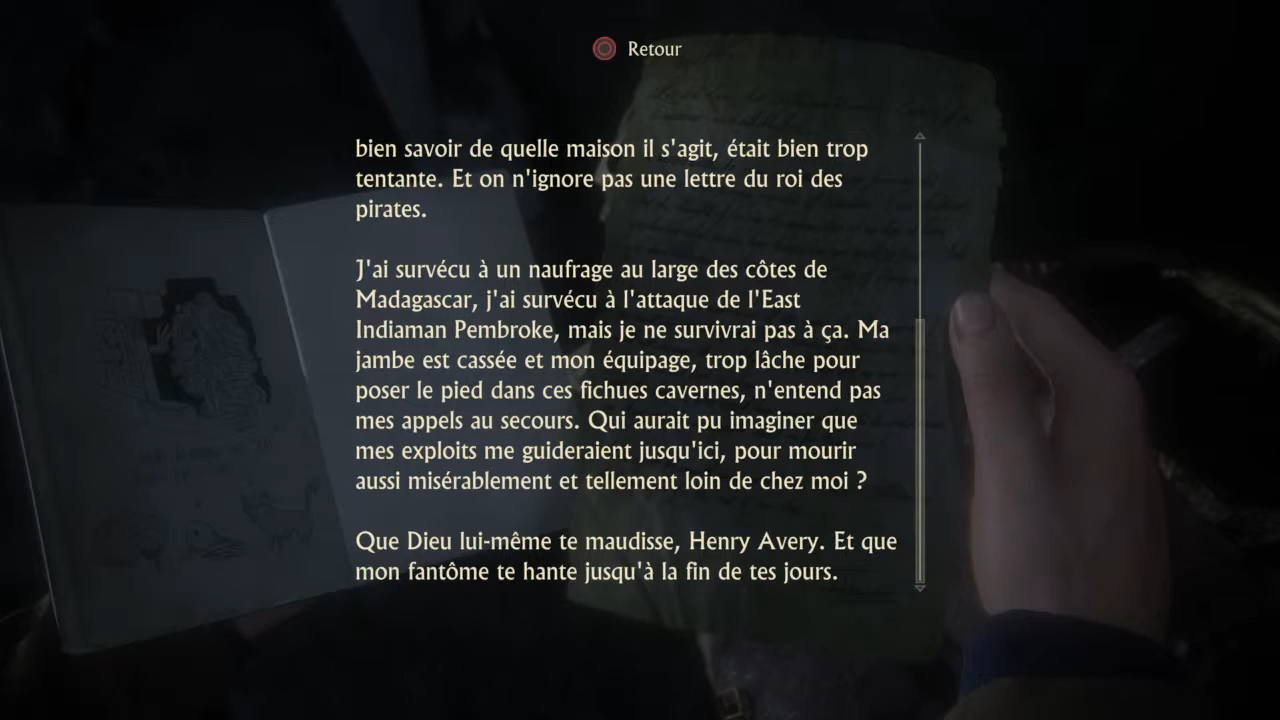 Retour
bien savoir de quelle maison il s'agit, était bien trop
tentante. Et on n'ignore pas une lettre du roi des
pirates.
J'ai survécu à un naufrage au large des côtes de
Madagascar, j'ai survécu à l'attaque de l'East
Indiaman Pembroke, mais je ne survivrai pas à ça. Ma
jambe est cassée et mon équipage, trop lâche pour
poser le pied dans ces fichues cavernes, n'entend pas
mes appels au secours. Qui aurait pu imaginer que
mes exploits me guideraient jusqu'ici, pour mourir
aussi misérablement et tellement loin de chez moi ?
Que Dieu lui-même te maudisse, Henry Avery. Et que
mon fantôme te hante jusqu'à la fin de tes jours.